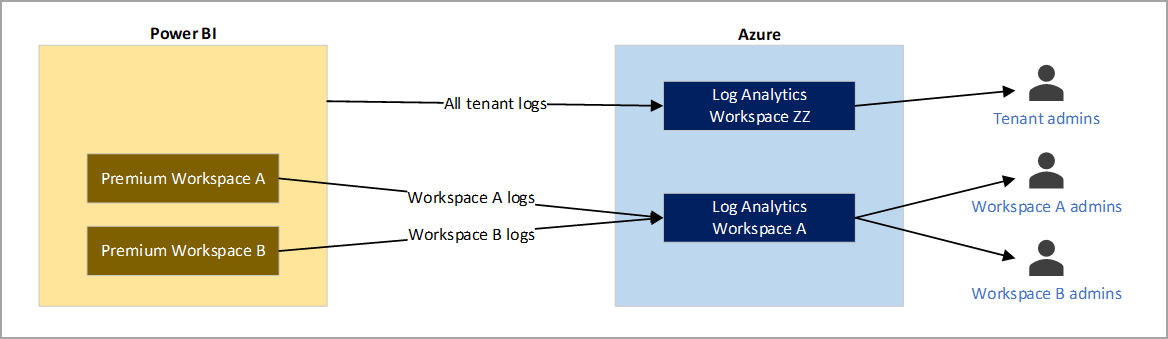 Power BI
Azure
All tenant logs
Log Analytics
Workspace ZZ
Tenant admins
Premium Workspace A
Workspace A logs
Log Analytics
Workspace A
Workspace A admins
Premium Workspace B
Workspace B logs
Workspace B admins